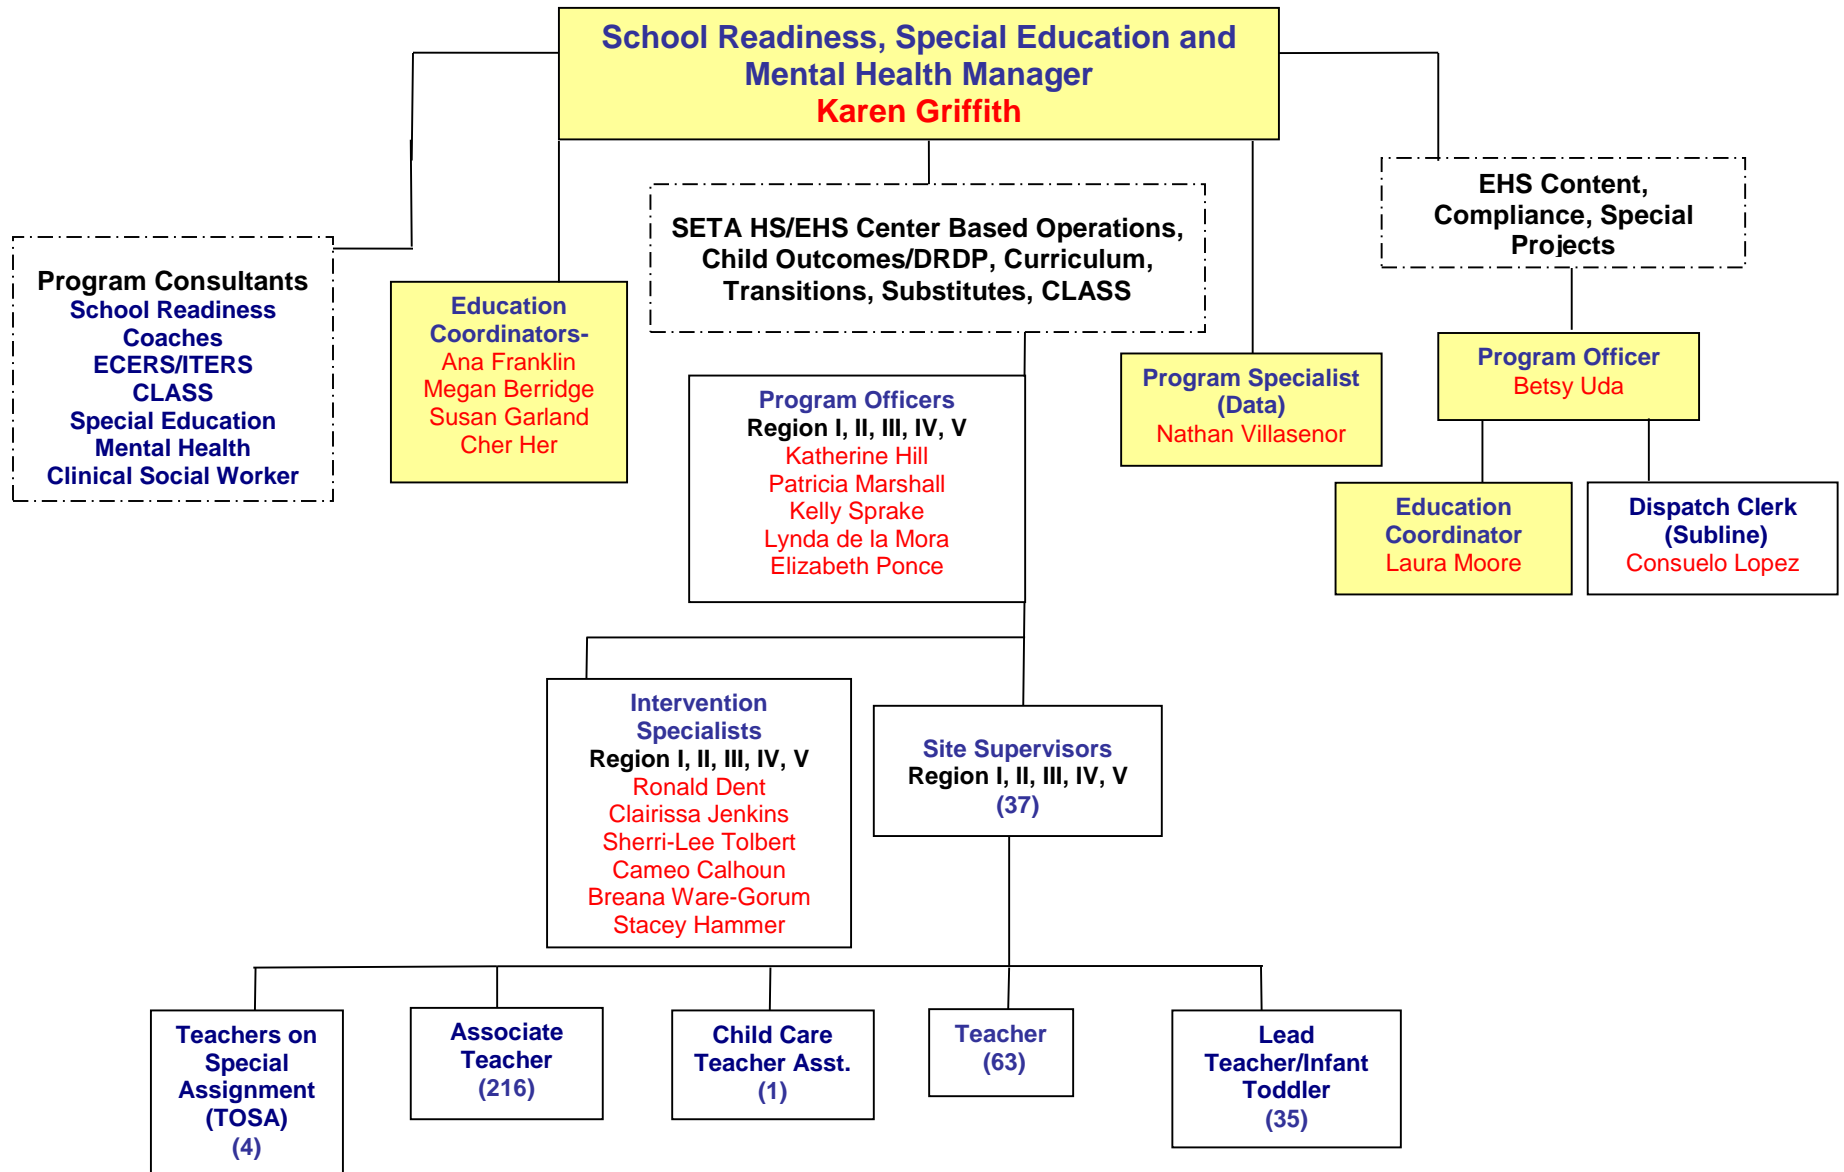 School Readiness, Special Education and
Mental Health Manager
Karen Griffith
Program Consultants
School Readiness
Coaches
ECERS/ITERS
CLASS
Special Education
Mental Health
Clinical Social Worker
Education
Coordinators-
Ana Franklin
Megan Berridge
Susan Garland
Cher Her
SETA HS/EHS Center Based Operations,
Child Outcomes/DRDP, Curriculum,
Transitions, Substitutes, CLASS
EHS Content,
Compliance, Special
Projects
Program Officers
Region I, II, III, IV, V
Katherine Hill
Patricia Marshall
Kelly Sprake
Lynda de la Mora
Elizabeth Ponce
Program Specialist
(Data)
Nathan Villasenor
Program Officer
Betsy Uda
Education
Coordinator
Laura Moore
Dispatch Clerk
(Subline)
Consuelo Lopez
Intervention
Specialists
Region I, II, III, IV, V
Ronald Dent
Clairissa Jenkins
Sherri-Lee Tolbert
Cameo Calhoun
Breana Ware-Gorum
Stacey Hammer
Site Supervisors
Region I, II, III, IV, V
(37)
Teachers on
Special
Assignment
(TOSA)
(4)
Associate
Teacher
(216)
Child Care
Teacher Asst.
(1)
Teacher
(63)
Lead
Teacher/Infant
Toddler
(35)